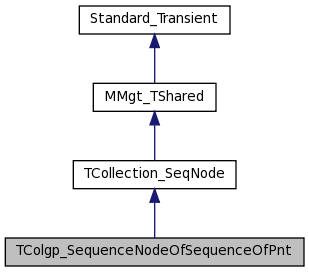 Standard_Transient
MMgt_TShared
TCollection_SeqNode
TColgp_SequenceNodeOfSequenceOfPnt